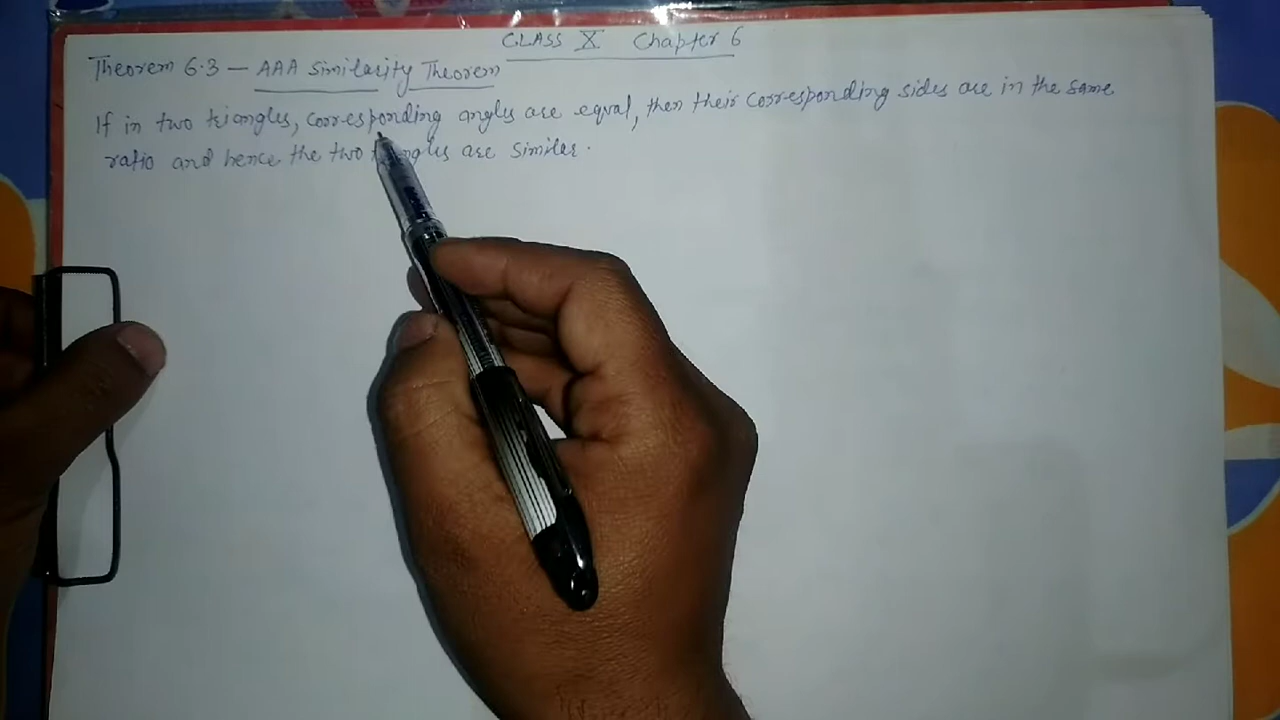 CLASS X Chapter 6
Theorem 6.3 — AAA Similarity Theorem
If in two triangles, corresponding angles are equal, then their corresponding sides are in the same
ratio and hence the two are similar.